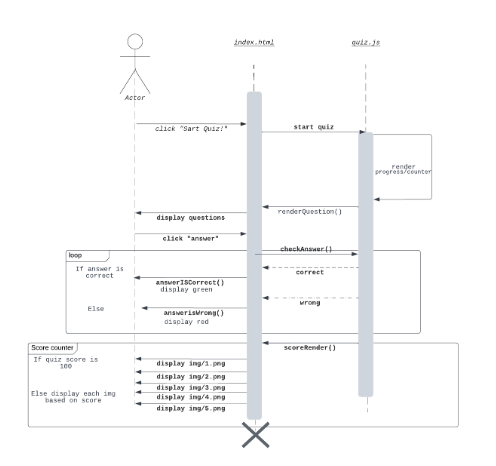 index.html
quiz.js
Actor
click "Sart Quiz!"
start quiz
render
progress/counter
renderQuestion()
display questions
click "answer"
checkAnswer()
loop
If answer is
correct
correct
answerISCorrect()
display green
wrong
Else
answerisWrong()
display red
scoreRender()
Score counter
If quiz score is
100
display img/1.png
display img/2.png
display img/3.png
Else display each img
based on score
display img/4.png
display img/5.png